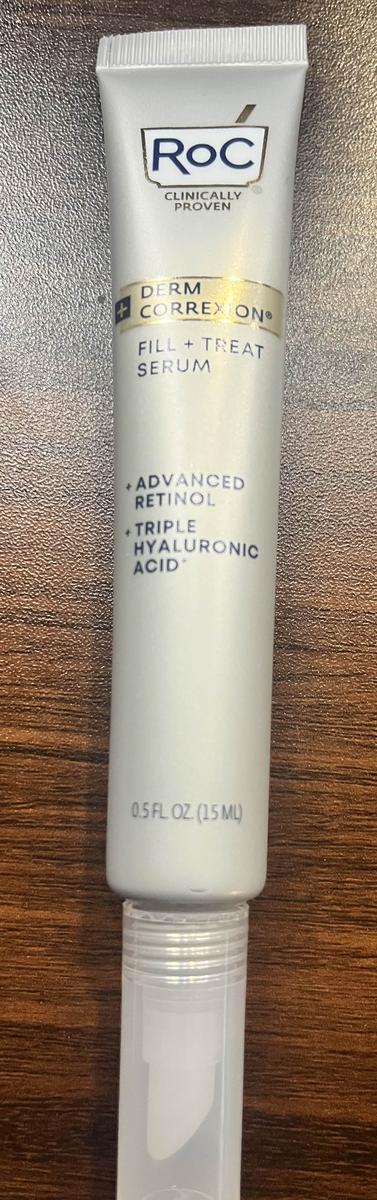 RoC®
CLINICALLY
PROVEN
+ DERM
CORREXION®
FILL + TREAT
SERUM
+ ADVANCED
RETINOL
+ TRIPLE
HYALURONIC
ACID*
0.5 FL. OZ. (15 ML)